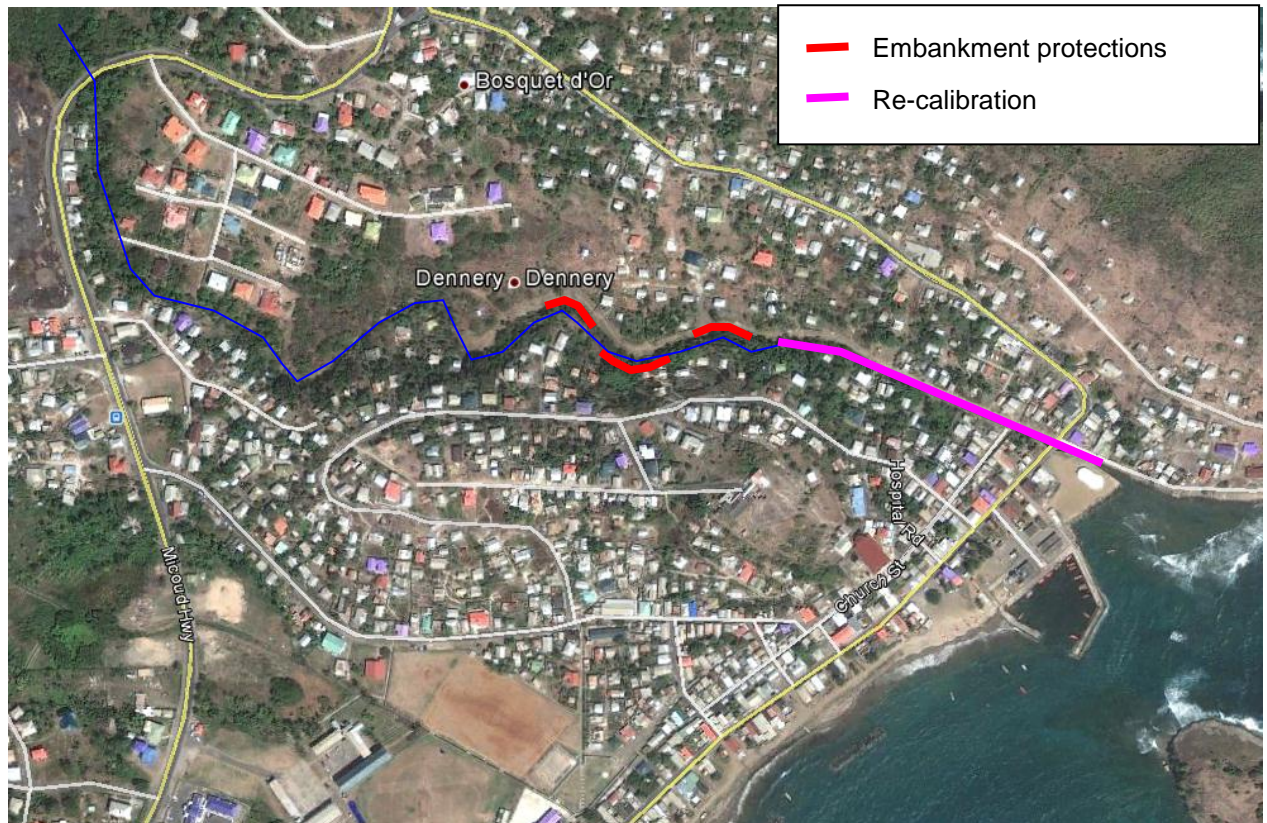 Embankment protections
Re-calibration
Bosquet d'Or
Dennery Dennery
Hospital Rd
Church St
Micoud Hwy